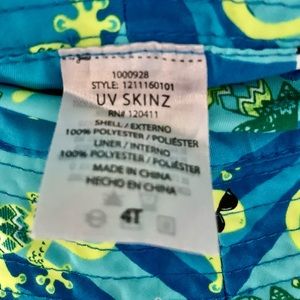 1000928
STYLE: 1211160101
UV SKINZ
RN# 120411
SHELL / EXTERNO
100% POLYESTER / POLIÉSTER
LINER / INTERNO
100% POLYESTER / POLIÉSTER
MADE IN CHINA
HECHO EN CHINA
4T